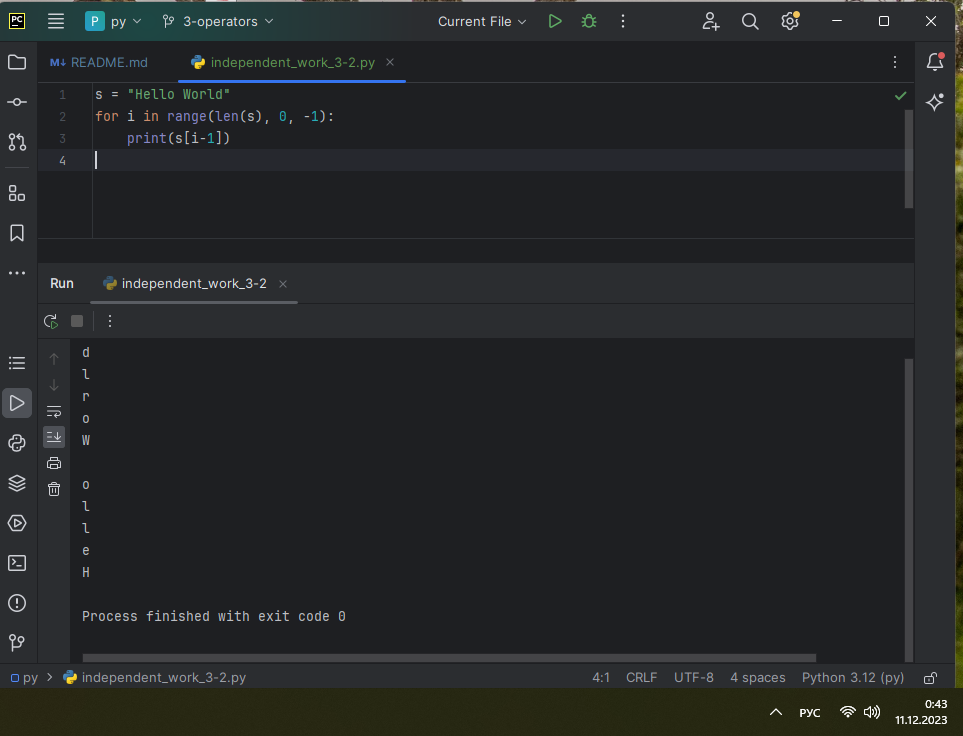 PC
P py 3-operators Current File
README.md independent_work_3-2.py
1 s = "Hello World"
2 for i in range(len(s), 0, -1):
3     print(s[i-1])
4
Run independent_work_3-2
d
l
r
o
W
o
l
l
e
H
Process finished with exit code 0
py independent_work_3-2.py 4:1 CRLF UTF-8 4 spaces Python 3.12 (py)
РУС 0:43
11.12.2023